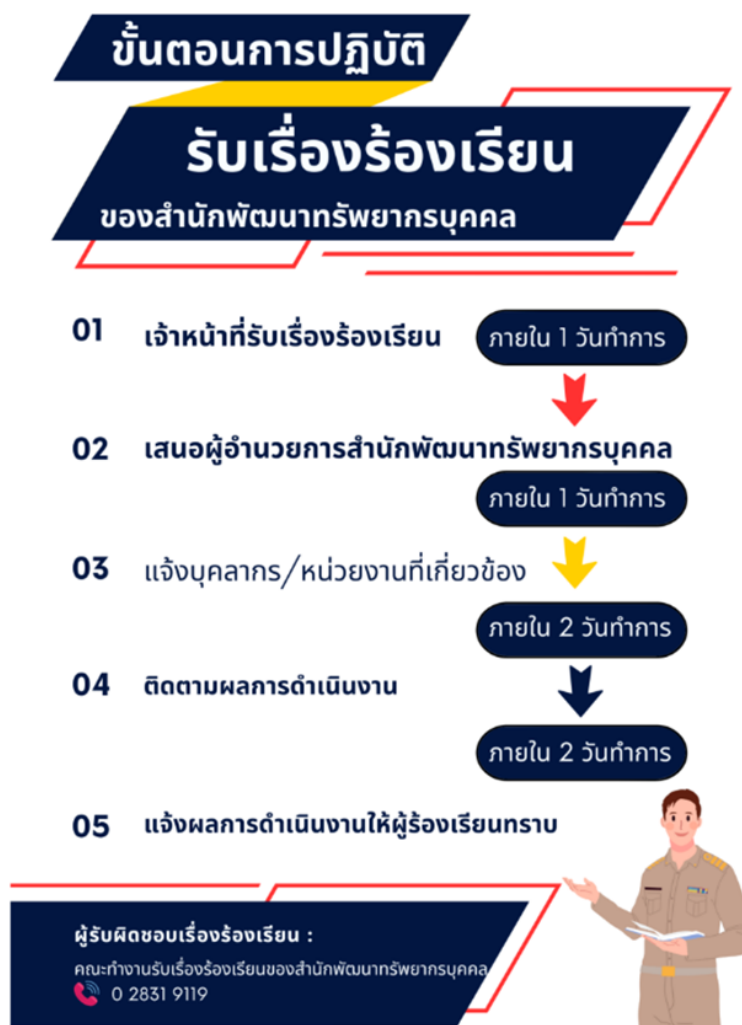 ขั้นตอนการปฏิบัติ
รับเรื่องร้องเรียน
ของสำนักพัฒนาทรัพยากรบุคคล
01 เจ้าหน้าที่รับเรื่องร้องเรียน ภายใน 1 วันทำการ
02 เสนอผู้อำนวยการสำนักพัฒนาทรัพยากรบุคคล
ภายใน 1 วันทำการ
03 แจ้งบุคลากร/หน่วยงานที่เกี่ยวข้อง
ภายใน 2 วันทำการ
04 ติดตามผลการดำเนินงาน
ภายใน 2 วันทำการ
05 แจ้งผลการดำเนินงานให้ผู้ร้องเรียนทราบ
ผู้รับผิดชอบเรื่องร้องเรียน :
คณะทำงานรับเรื่องร้องเรียนของสำนักพัฒนาทรัพยากรบุคคล
0 2831 9119